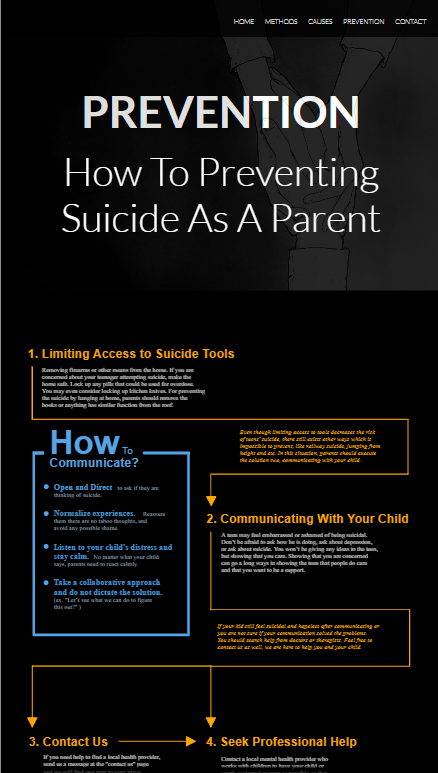 HOME METHODS CAUSES PREVENTION CONTACT
PREVENTION
How To Preventing
Suicide As A Parent
1. Limiting Access to Suicide Tools
Removing firearms or other means from the home. If you are
concerned about your teenager attempting suicide, make the
home safe. Lock up any pills that could be used for overdose.
You may even consider locking up kitchen knives. For preventing
the suicide by hanging at home, parents should remove the
hooks or anything has similar function from the roof.
Even though limiting access to tools decreases the risk
of teens' suicide, there still exists other ways which is
impossible to prevent, like railway suicide, jumping from
height and etc. In this situation, parents should execute
the solution two, communicating with your child.
How To
Communicate?
Open and Direct to ask if they are
thinking of suicide.
Normalize experiences. Reassure
them there are no taboo thoughts, and
avoid any possible shame.
Listen to your child's distress and
stay calm. No matter what your child
says, parents need to react calmly.
Take a collaborative approach
and do not dictate the solution.
(ex. "Let's see what we can do to figure
this out?" )
2. Communicating With Your Child
A teen may feel embarrassed or ashamed of being suicidal.
Don't be afraid to ask how he is doing, ask about depression,
or ask about suicide. You won't be giving any ideas to the teen,
but showing that you care. Showing that you are concerned
can go a long ways in showing the teen that people do care
and that you want to be a support.
If your kid still feel suicidal and hopeless after communicating or
you are not sure if your communication solved the problems.
You should search help from doctors or therapists. Feel free to
contact us as well, we are here to help you and your child.
3. Contact Us
4. Seek Professional Help
If you need help to find a local health provider,
send us a message at the "contact us" page
Contact a local mental health provider who
works with children to have your child or